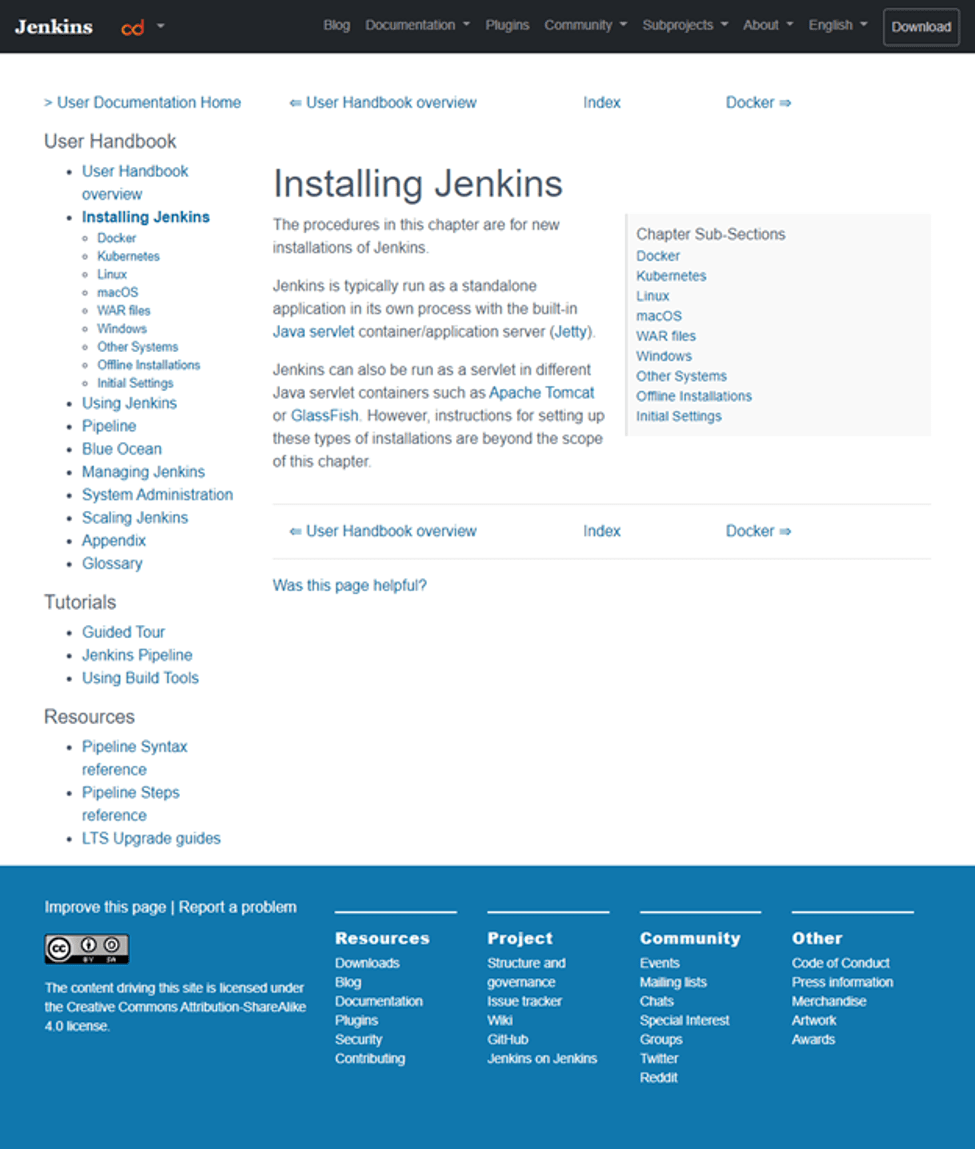 Jenkins cd Blog Documentation Plugins Community Subprojects About English Download
> User Documentation Home
⇐ User Handbook overview Index Docker ⇒
User Handbook
User Handbook
overview
Installing Jenkins
Docker
Kubernetes
Linux
macOS
WAR files
Windows
Other Systems
Offline Installations
Initial Settings
Using Jenkins
Pipeline
Blue Ocean
Managing Jenkins
System Administration
Scaling Jenkins
Appendix
Glossary
Tutorials
Guided Tour
Jenkins Pipeline
Using Build Tools
Resources
Pipeline Syntax
reference
Pipeline Steps
reference
LTS Upgrade guides
Installing Jenkins
The procedures in this chapter are for new
installations of Jenkins.
Jenkins is typically run as a standalone
application in its own process with the built-in
Java servlet container/application server (Jetty).
Jenkins can also be run as a servlet in different
Java servlet containers such as Apache Tomcat
or GlassFish. However, instructions for setting up
these types of installations are beyond the scope
of this chapter.
Chapter Sub-Sections
Docker
Kubernetes
Linux
macOS
WAR files
Windows
Other Systems
Offline Installations
Initial Settings
⇐ User Handbook overview Index Docker ⇒
Was this page helpful?
Improve this page | Report a problem
cc BY SA
The content driving this site is licensed under
the Creative Commons Attribution-ShareAlike
4.0 license.
Resources
Downloads
Blog
Documentation
Plugins
Security
Contributing
Project
Structure and
governance
Issue tracker
Wiki
GitHub
Jenkins on Jenkins
Community
Events
Mailing lists
Chats
Special Interest
Groups
Twitter
Reddit
Other
Code of Conduct
Press information
Merchandise
Artwork
Awards